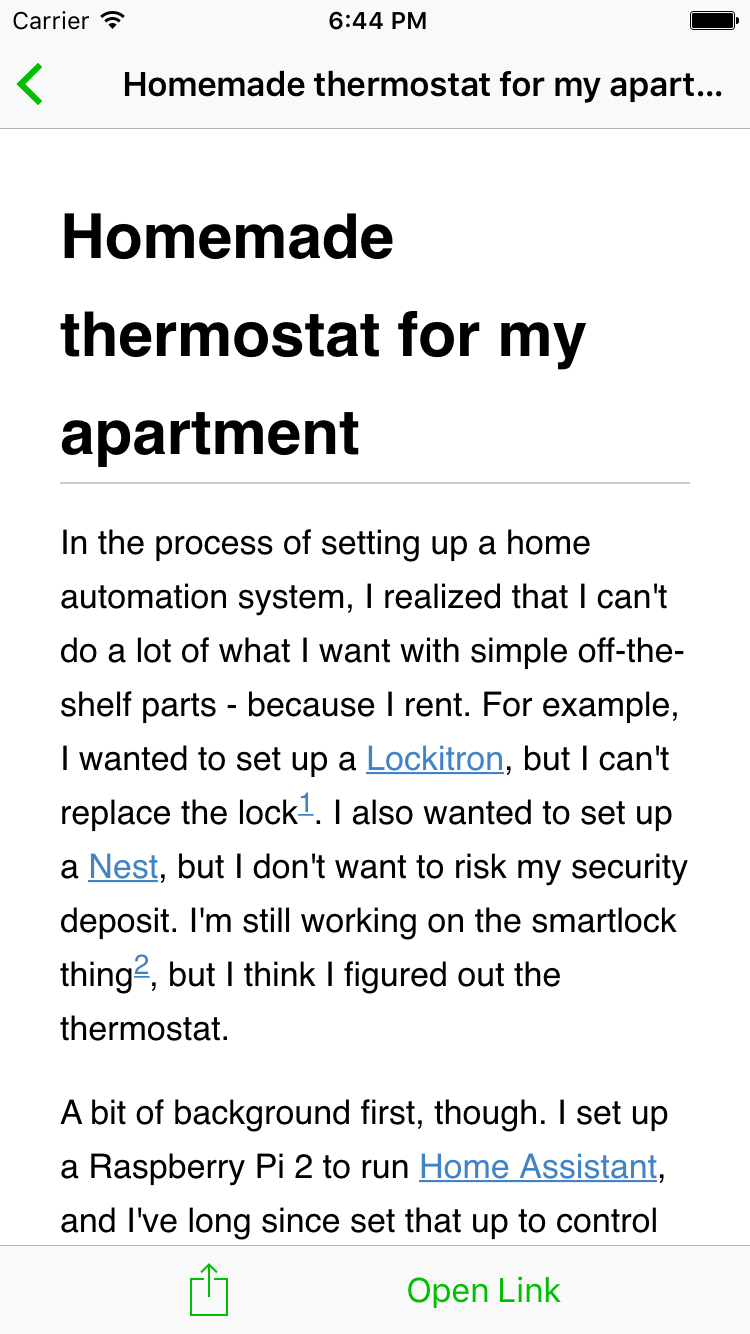 Carrier 6:44 PM
Homemade thermostat for my apart...
Homemade
thermostat for my
apartment
In the process of setting up a home
automation system, I realized that I can't
do a lot of what I want with simple off-the-
shelf parts - because I rent. For example,
I wanted to set up a Lockitron, but I can't
replace the lock1. I also wanted to set up
a Nest, but I don't want to risk my security
deposit. I'm still working on the smartlock
thing2, but I think I figured out the
thermostat.
A bit of background first, though. I set up
a Raspberry Pi 2 to run Home Assistant,
and I've long since set that up to control
Open Link